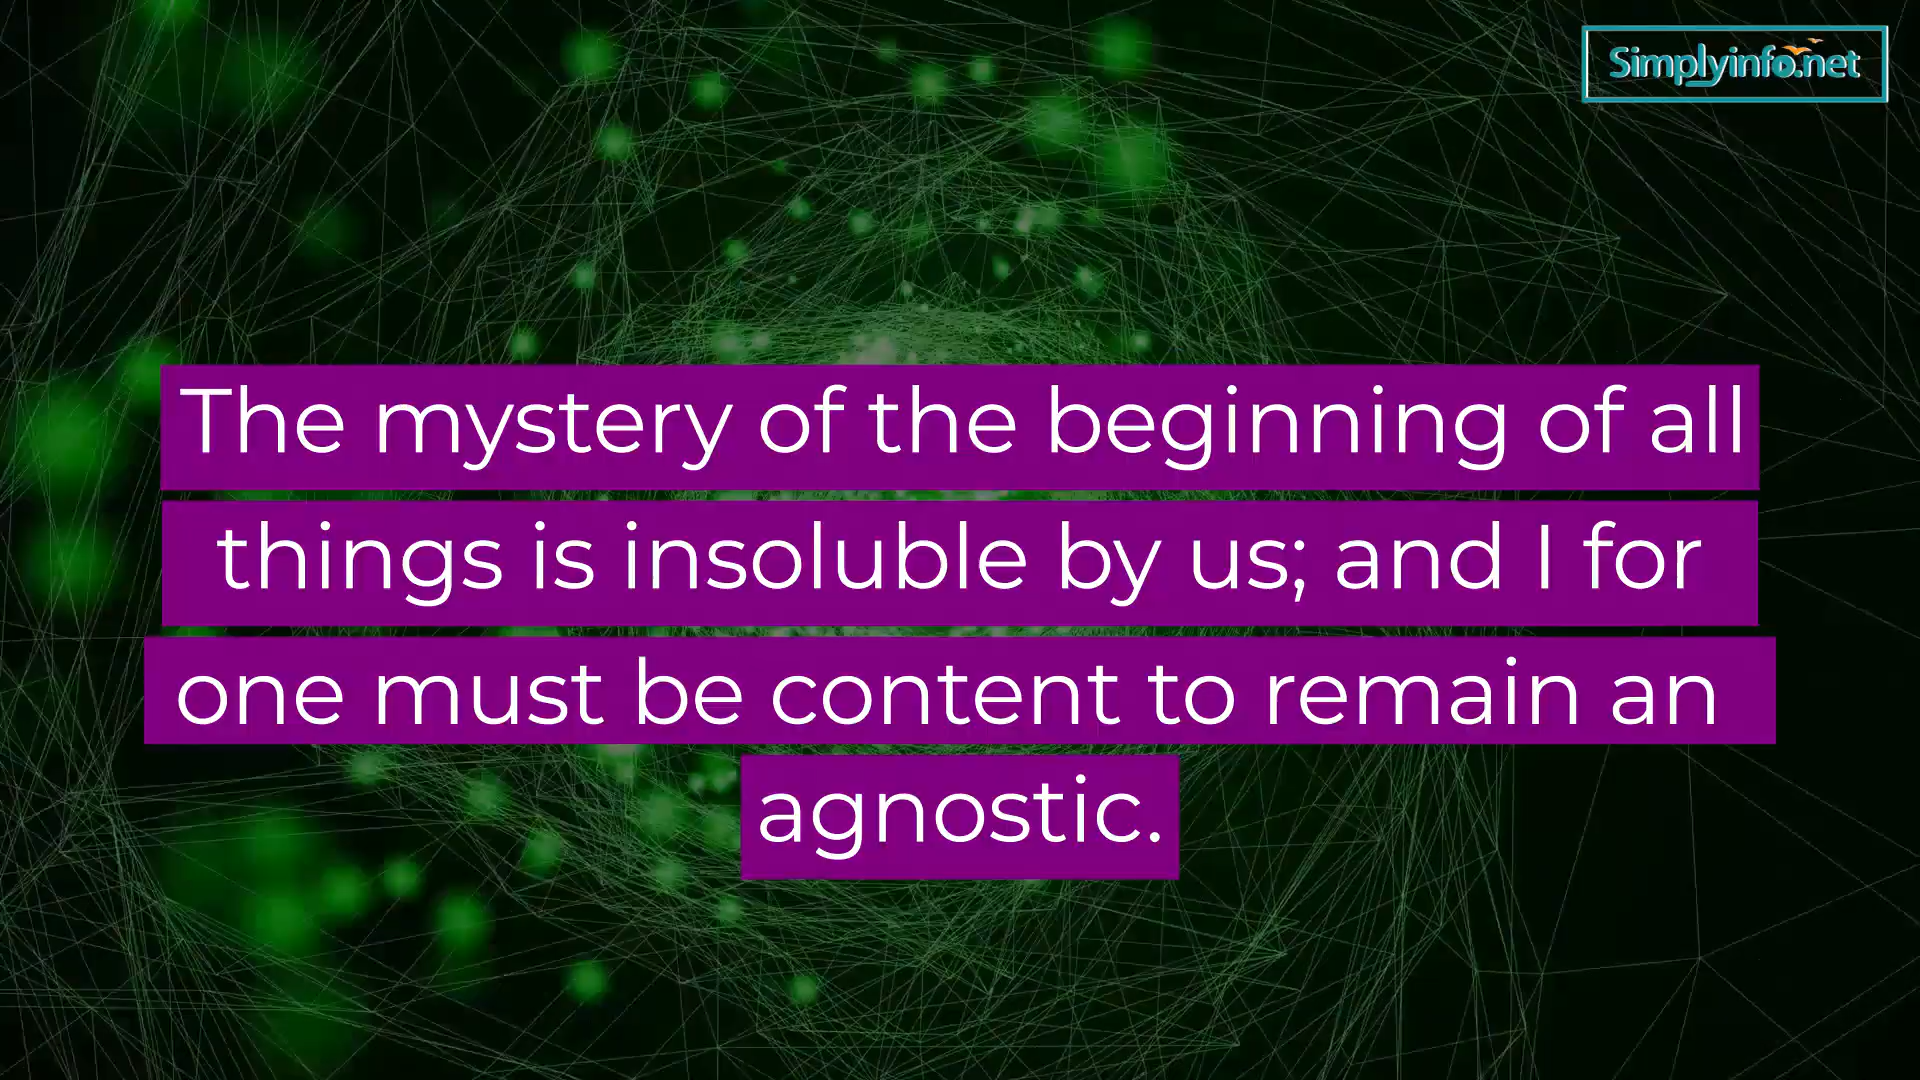 Simplyinfo.net
The mystery of the beginning of all
things is insoluble by us; and I for
one must be content to remain an
agnostic.